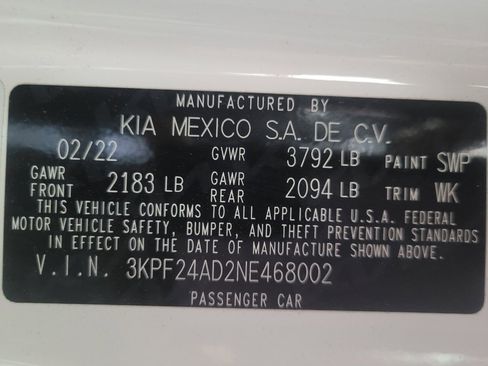 MANUFACTURED BY
KIA MEXICO S.A. DE C.V.
02/22 GVWR 3792 LB PAINT SWP
GAWR FRONT 2183 LB GAWR REAR 2094 LB TRIM WK
THIS VEHICLE CONFORMS TO ALL APPLICABLE U.S.A. FEDERAL
MOTOR VEHICLE SAFETY, BUMPER, AND THEFT PREVENTION STANDARDS
IN EFFECT ON THE DATE OF MANUFACTURE SHOWN ABOVE.
V.I.N. 3KPF24AD2NE468002
PASSENGER CAR